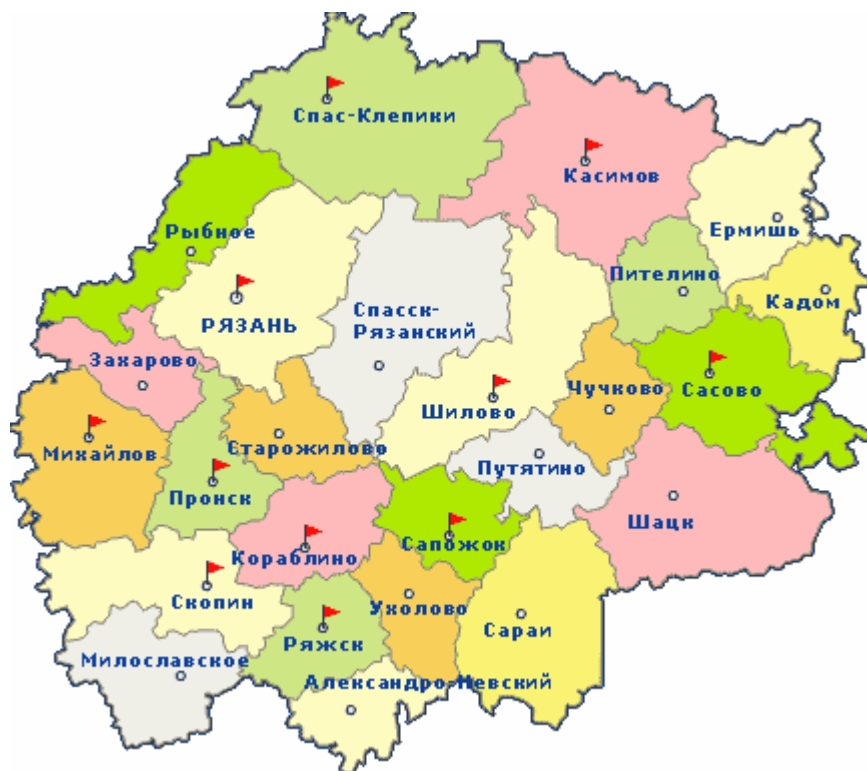 Спас-Клепики
Касимов
Рыбное
Ермишь
Пителино
Кадом
РЯЗАНЬ
Спасск-
Рязанский
Захарово
Чучково
Сасово
Шилово
Михайлов
Старожилово
Пронск
Путятино
Шацк
Кораблино
Сапожок
Скопин
Ухолово
Ряжск
Сараи
Милославское
Александро-Невский